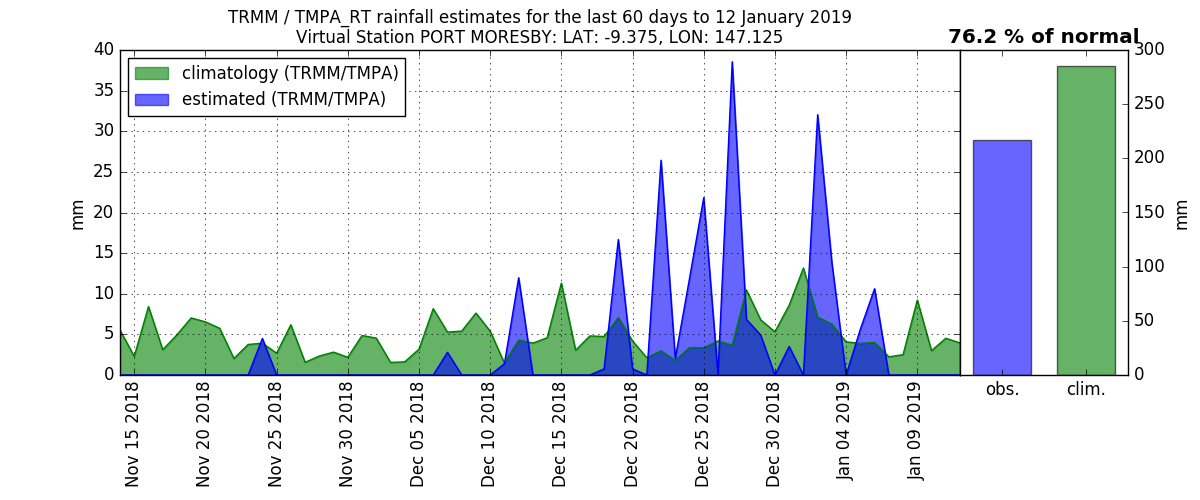 TRMM / TMPA_RT rainfall estimates for the last 60 days to 12 January 2019
Virtual Station PORT MORESBY: LAT: -9.375, LON: 147.125
76.2 % of normal
climatology (TRMM/TMPA)
estimated (TRMM/TMPA)
mm
40
35
30
25
20
15
10
5
0
Nov 15 2018
Nov 20 2018
Nov 25 2018
Nov 30 2018
Dec 05 2018
Dec 10 2018
Dec 15 2018
Dec 20 2018
Dec 25 2018
Dec 30 2018
Jan 04 2019
Jan 09 2019
obs.
clim.
300
250
200
150
100
50
0
mm